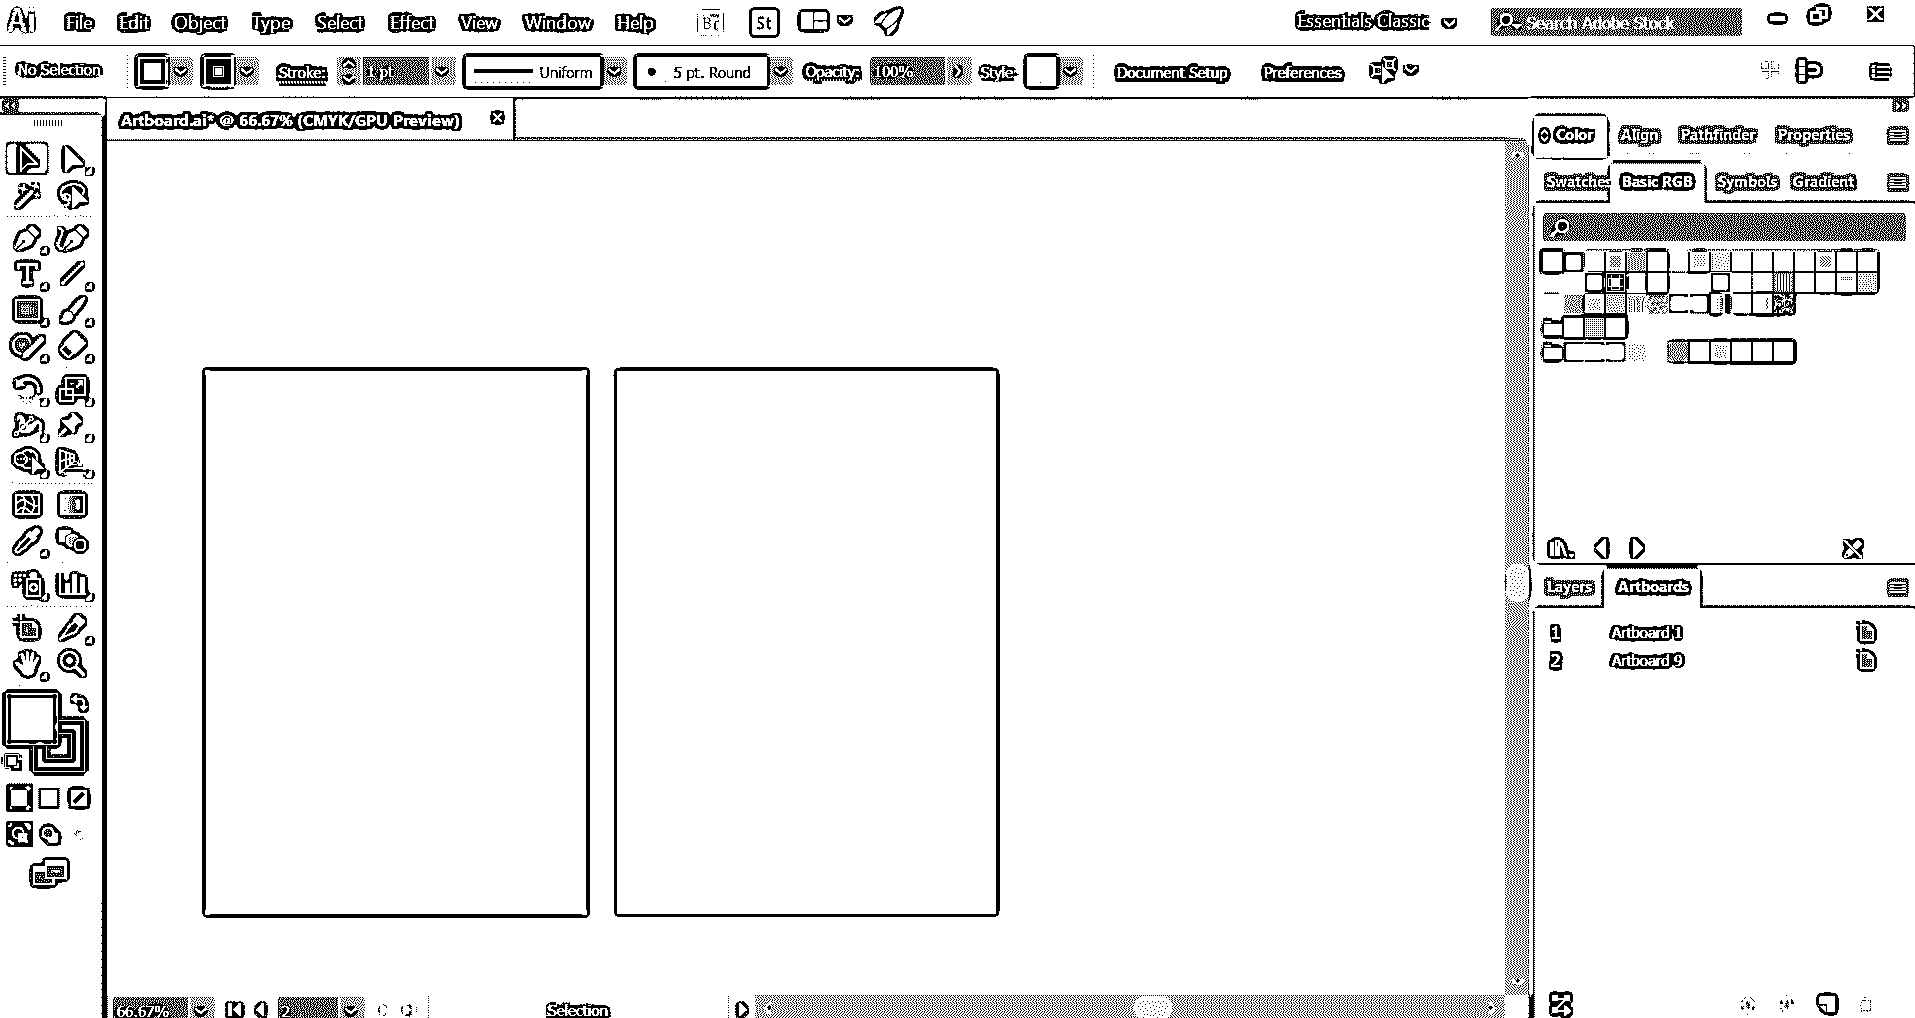 Ai File Edit Object Type Select Effect View Window Help Br St Essentials Classic Search Adobe Stock
No Selection Stroke: 1 pt Uniform 5 pt. Round Opacity: 100% Style: Document Setup Preferences
Artboard.ai* @ 66.67% (CMYK/GPU Preview)
Color Align Pathfinder Properties
Swatches Basic RGB Symbols Gradient
Layers Artboards
1 Artboard 1
2 Artboard 9
66.67% 2 Selection